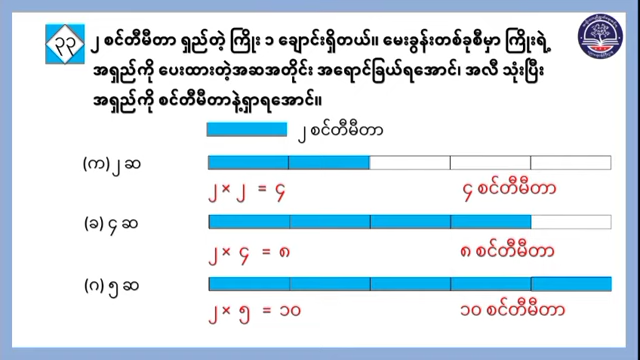 ၃၃
၂ စင်တီမီတာ ရှည်တဲ့ ကြိုး ၁ ချောင်းရှိတယ်။ မေးခွန်းတစ်ခုစီမှာ ကြိုးရဲ့
အရှည်ကို ပေးထားတဲ့အဆအတိုင်း အရောင်ခြယ်ရအောင်၊ အလီ သုံးပြီး
အရှည်ကို စင်တီမီတာနဲ့ရှာရအောင်။
၂ စင်တီမီတာ
(က) ၂ ဆ
၂ × ၂ = ၄ ၄ စင်တီမီတာ
(ခ) ၄ ဆ
၂ × ၄ = ၈ ၈ စင်တီမီတာ
(ဂ) ၅ ဆ
၂ × ၅ = ၁၀ ၁၀ စင်တီမီတာ